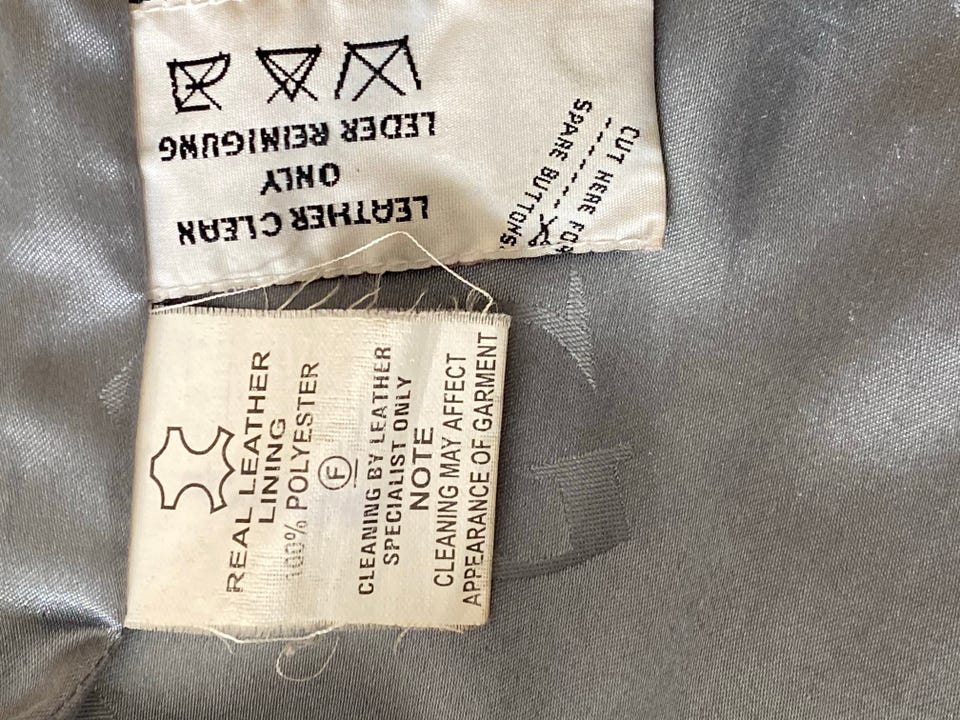 LEATHER CLEAN
ONLY
LEDER REINIGUNG
CUT HERE FOR
SPARE BUTTONS.
REAL LEATHER
LINING
100% POLYESTER
F
CLEANING BY LEATHER
SPECIALIST ONLY
NOTE
CLEANING MAY AFFECT
APPEARANCE OF GARMENT